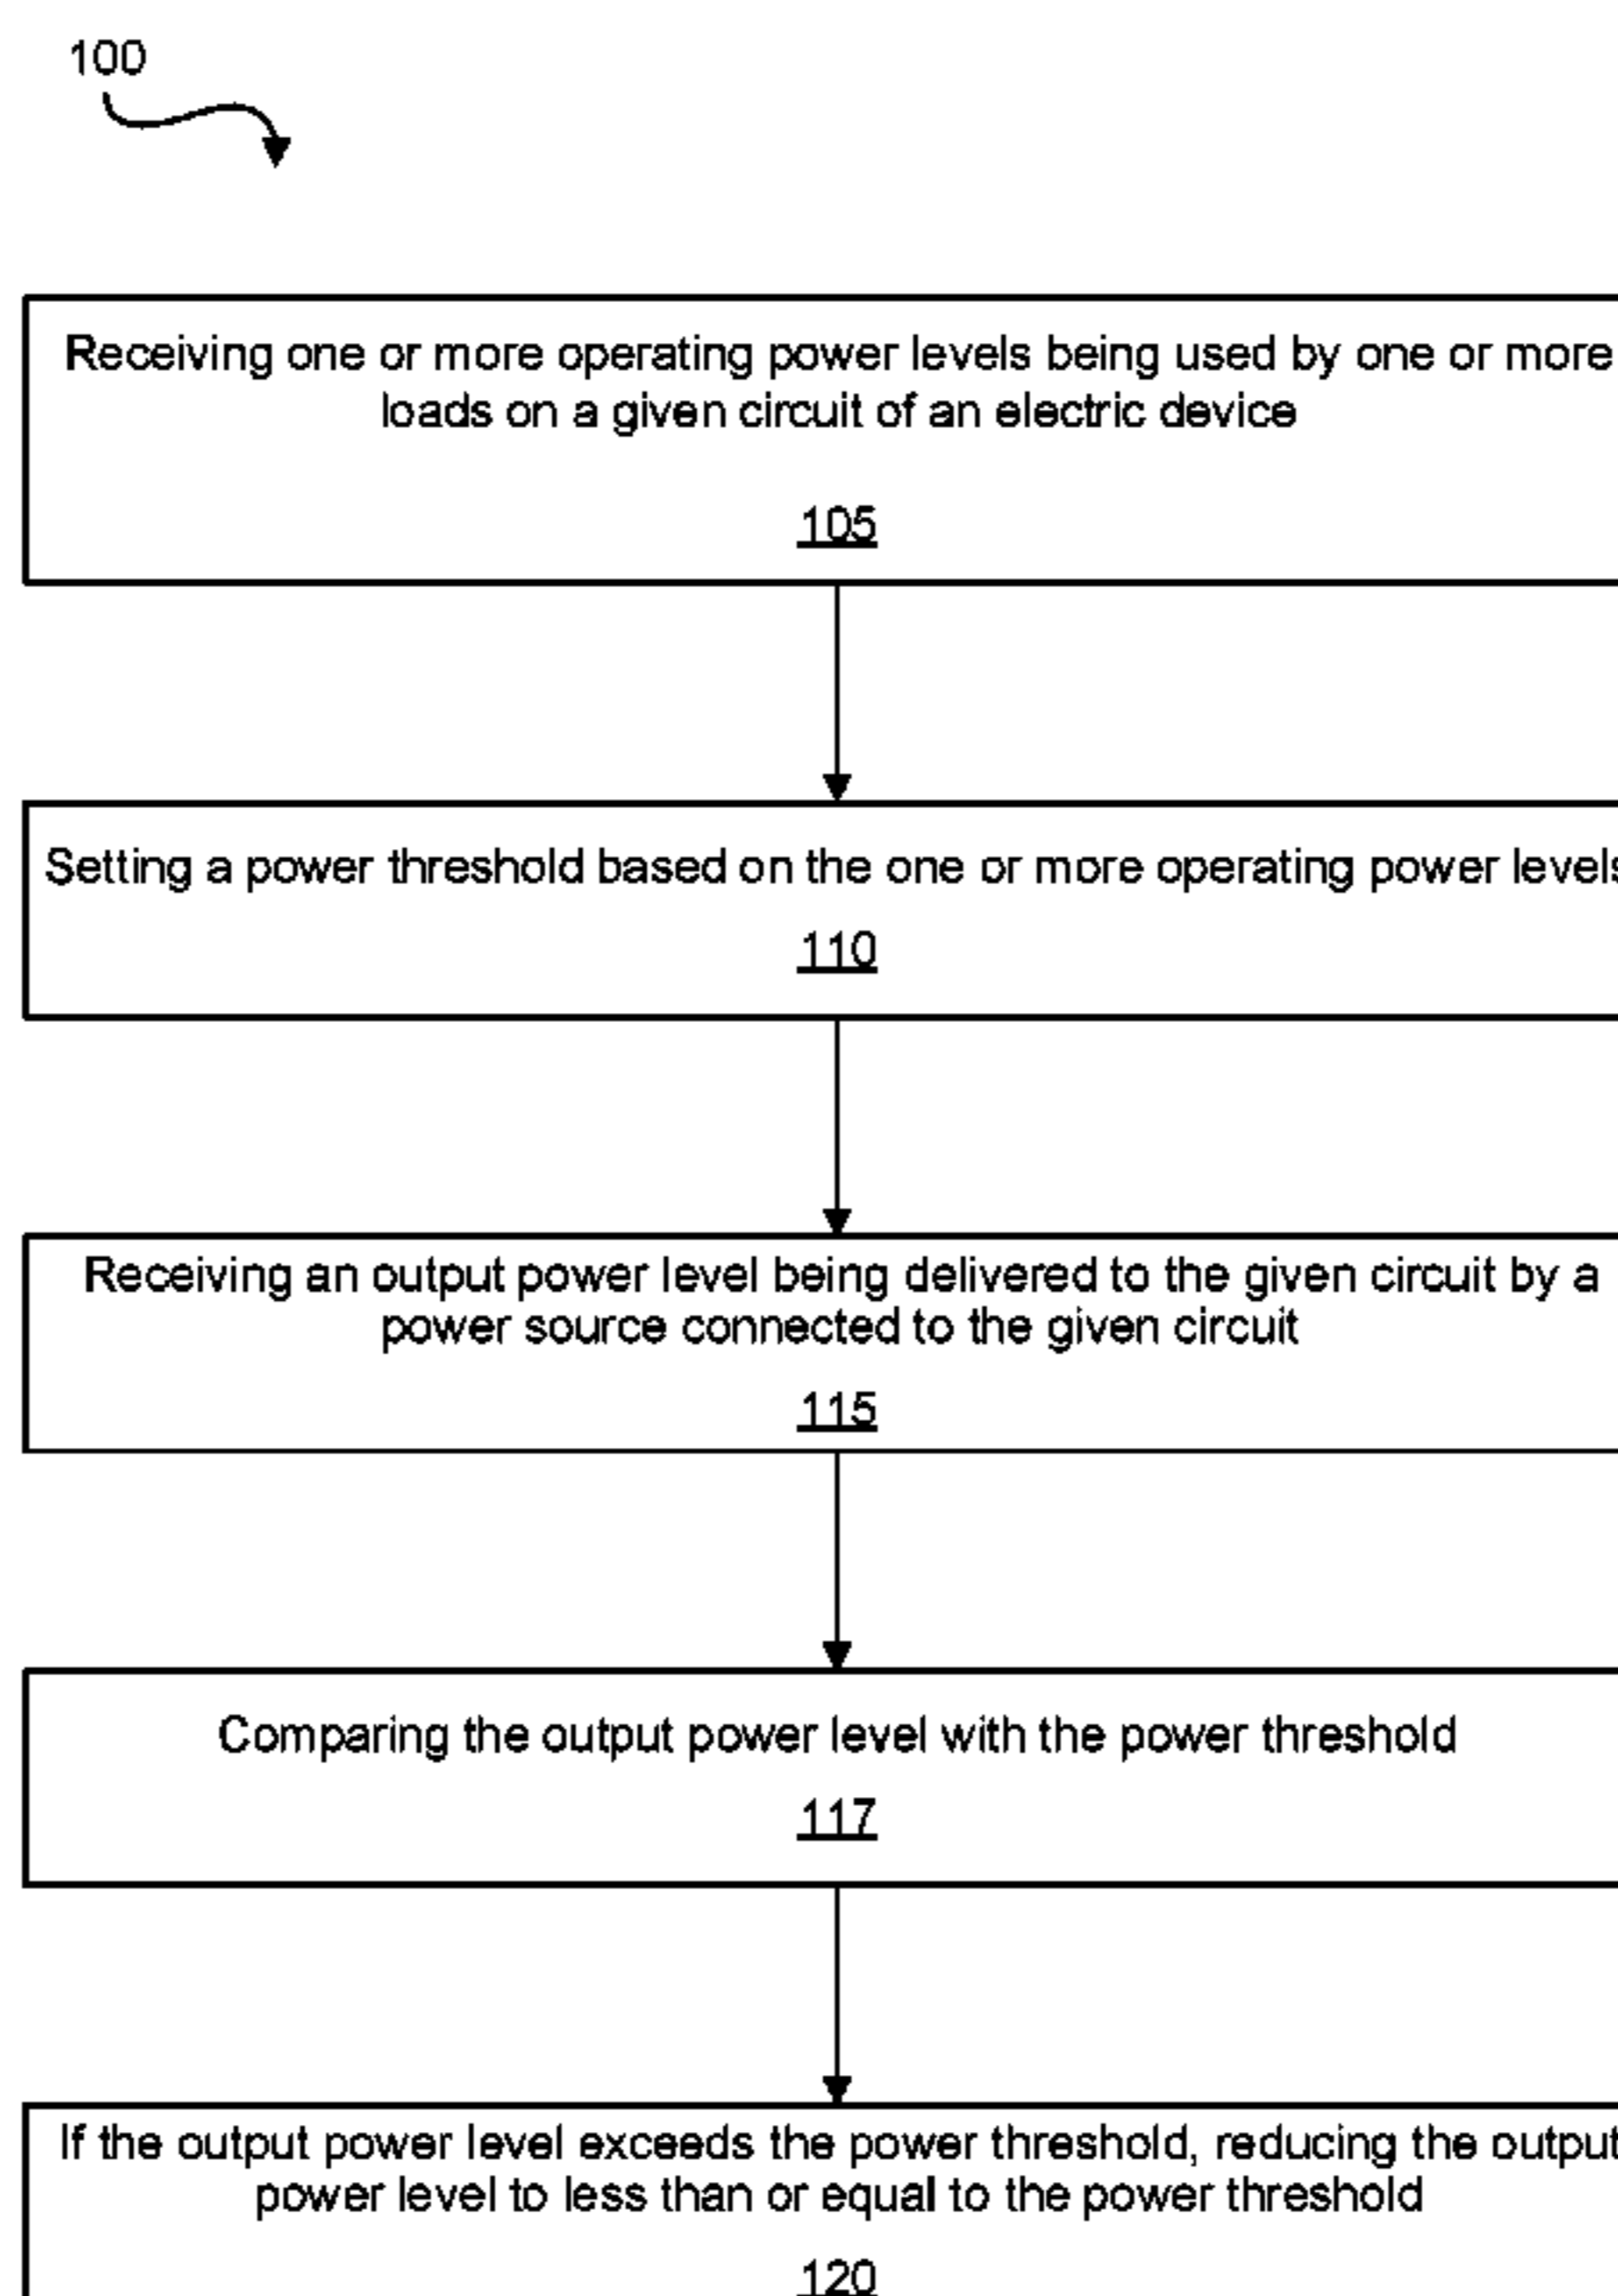 100
Receiving one or more operating power levels being used by one or more
loads on a given circuit of an electric device
105
Setting a power threshold based on the one or more operating power levels
110
Receiving an output power level being delivered to the given circuit by a
power source connected to the given circuit
115
Comparing the output power level with the power threshold
117
If the output power level exceeds the power threshold, reducing the output
power level to less than or equal to the power threshold
120